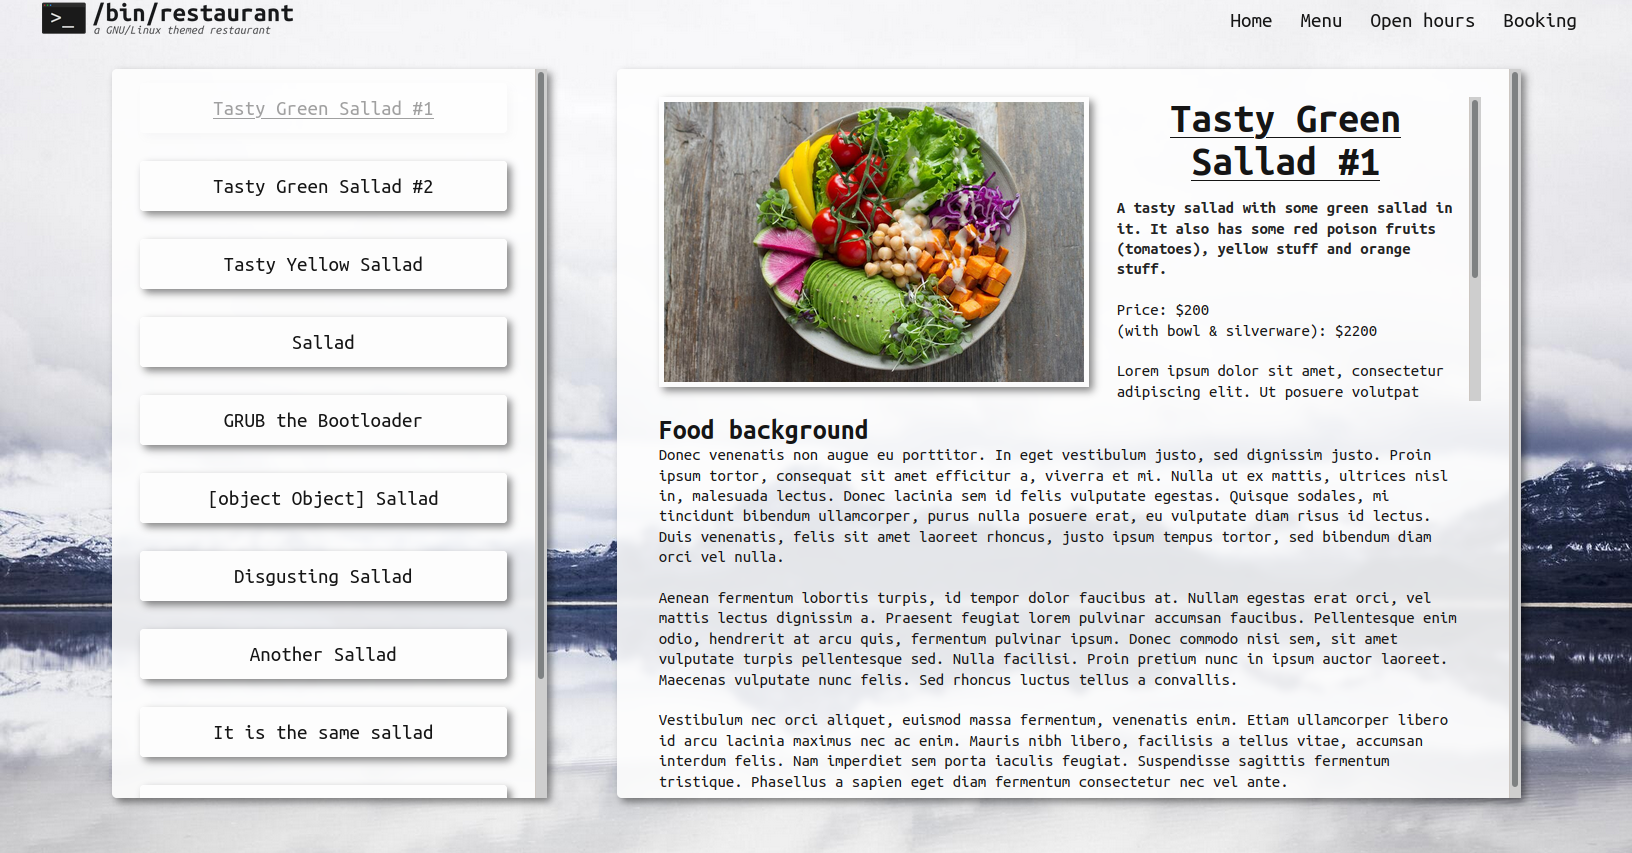 >_ /bin/restaurant
a GNU/Linux themed restaurant
Home Menu Open hours Booking
Tasty Green Sallad #1
Tasty Green Sallad #2
Tasty Yellow Sallad
Sallad
GRUB the Bootloader
[object Object] Sallad
Disgusting Sallad
Another Sallad
It is the same sallad
Tasty Green
Sallad #1
A tasty sallad with some green sallad in
it. It also has some red poison fruits
(tomatoes), yellow stuff and orange
stuff.
Price: $200
(with bowl & silverware): $2200
Lorem ipsum dolor sit amet, consectetur
adipiscing elit. Ut posuere volutpat
Food background
Donec venenatis non augue eu porttitor. In eget vestibulum justo, sed dignissim justo. Proin
ipsum tortor, consequat sit amet efficitur a, viverra et mi. Nulla ut ex mattis, ultrices nisl
in, malesuada lectus. Donec lacinia sem id felis vulputate egestas. Quisque sodales, mi
tincidunt bibendum ullamcorper, purus nulla posuere erat, eu vulputate diam risus id lectus.
Duis venenatis, felis sit amet laoreet rhoncus, justo ipsum tempus tortor, sed bibendum diam
orci vel nulla.
Aenean fermentum lobortis turpis, id tempor dolor faucibus at. Nullam egestas erat orci, vel
mattis lectus dignissim a. Praesent feugiat lorem pulvinar accumsan faucibus. Pellentesque enim
odio, hendrerit at arcu quis, fermentum pulvinar ipsum. Donec commodo nisi sem, sit amet
vulputate turpis pellentesque sed. Nulla facilisi. Proin pretium nunc in ipsum auctor laoreet.
Maecenas vulputate nunc felis. Sed rhoncus luctus tellus a convallis.
Vestibulum nec orci aliquet, euismod massa fermentum, venenatis enim. Etiam ullamcorper libero
id arcu lacinia maximus nec ac enim. Mauris nibh libero, facilisis a tellus vitae, accumsan
interdum felis. Nam imperdiet sem porta iaculis feugiat. Suspendisse sagittis fermentum
tristique. Phasellus a sapien eget diam fermentum consectetur nec vel ante.